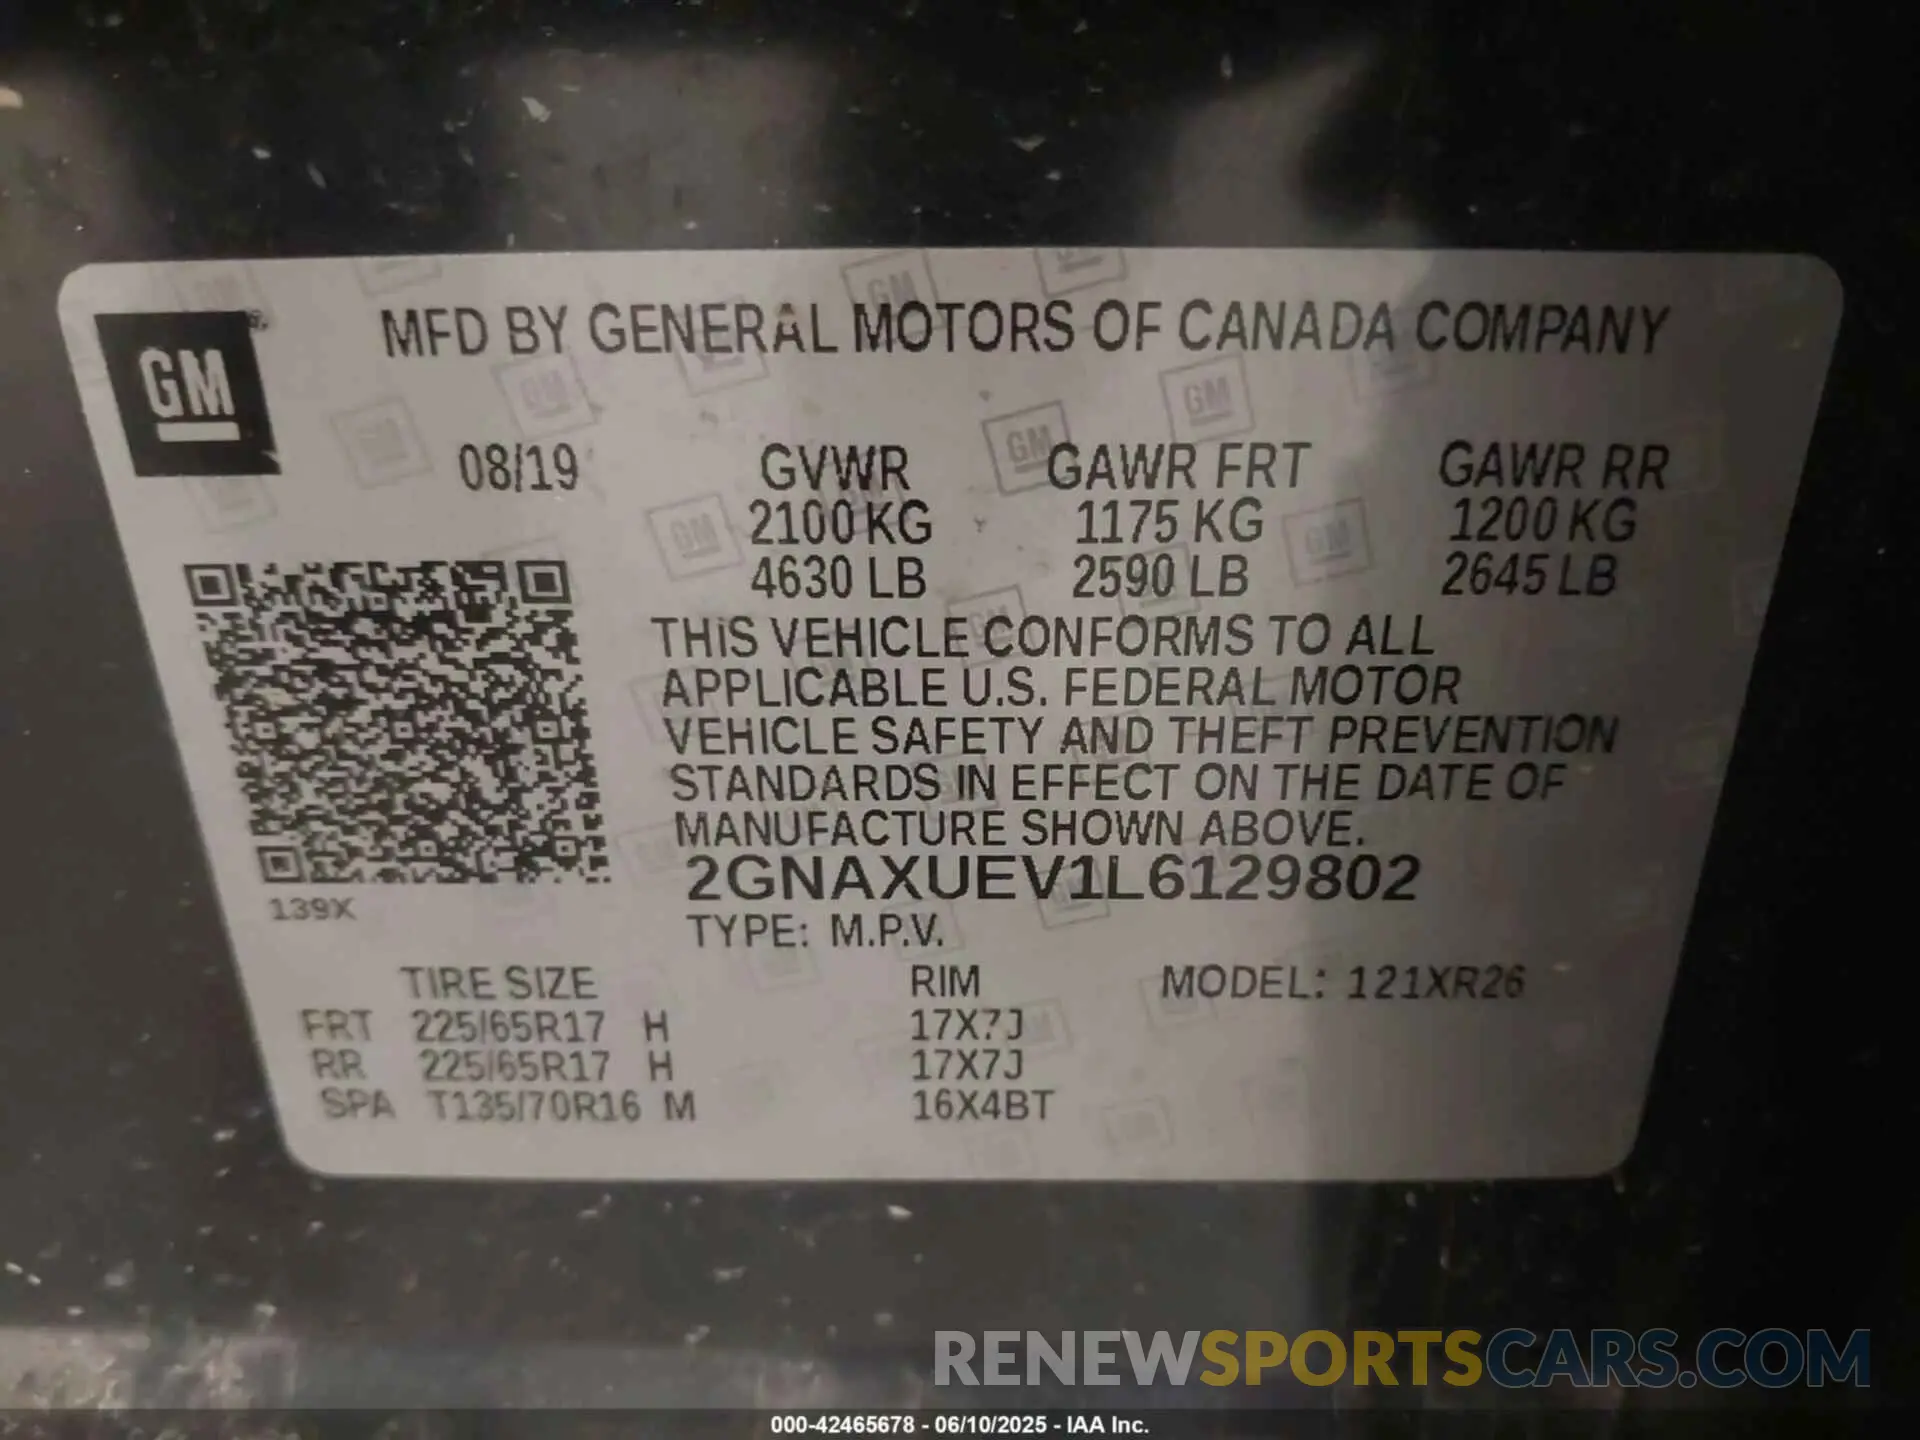 MFD BY GENERAL MOTORS OF CANADA COMPANY
GM
08/19 GVWR GAWR FRT GAWR RR
2100 KG 1175 KG 1200 KG
4630 LB 2590 LB 2645 LB
THIS VEHICLE CONFORMS TO ALL
APPLICABLE U.S. FEDERAL MOTOR
VEHICLE SAFETY AND THEFT PREVENTION
STANDARDS IN EFFECT ON THE DATE OF
MANUFACTURE SHOWN ABOVE.
2GNAXUEV1L6129802
139X
TYPE: M.P.V.
TIRE SIZE RIM MODEL: 121XR26
FRT 225/65R17 H 17X7J
RR 225/65R17 H 17X7J
SPA T135/70R16 M 16X4BT
RENEWSPORTSCARS.COM
000-42465678 - 06/10/2025 - IAA Inc.